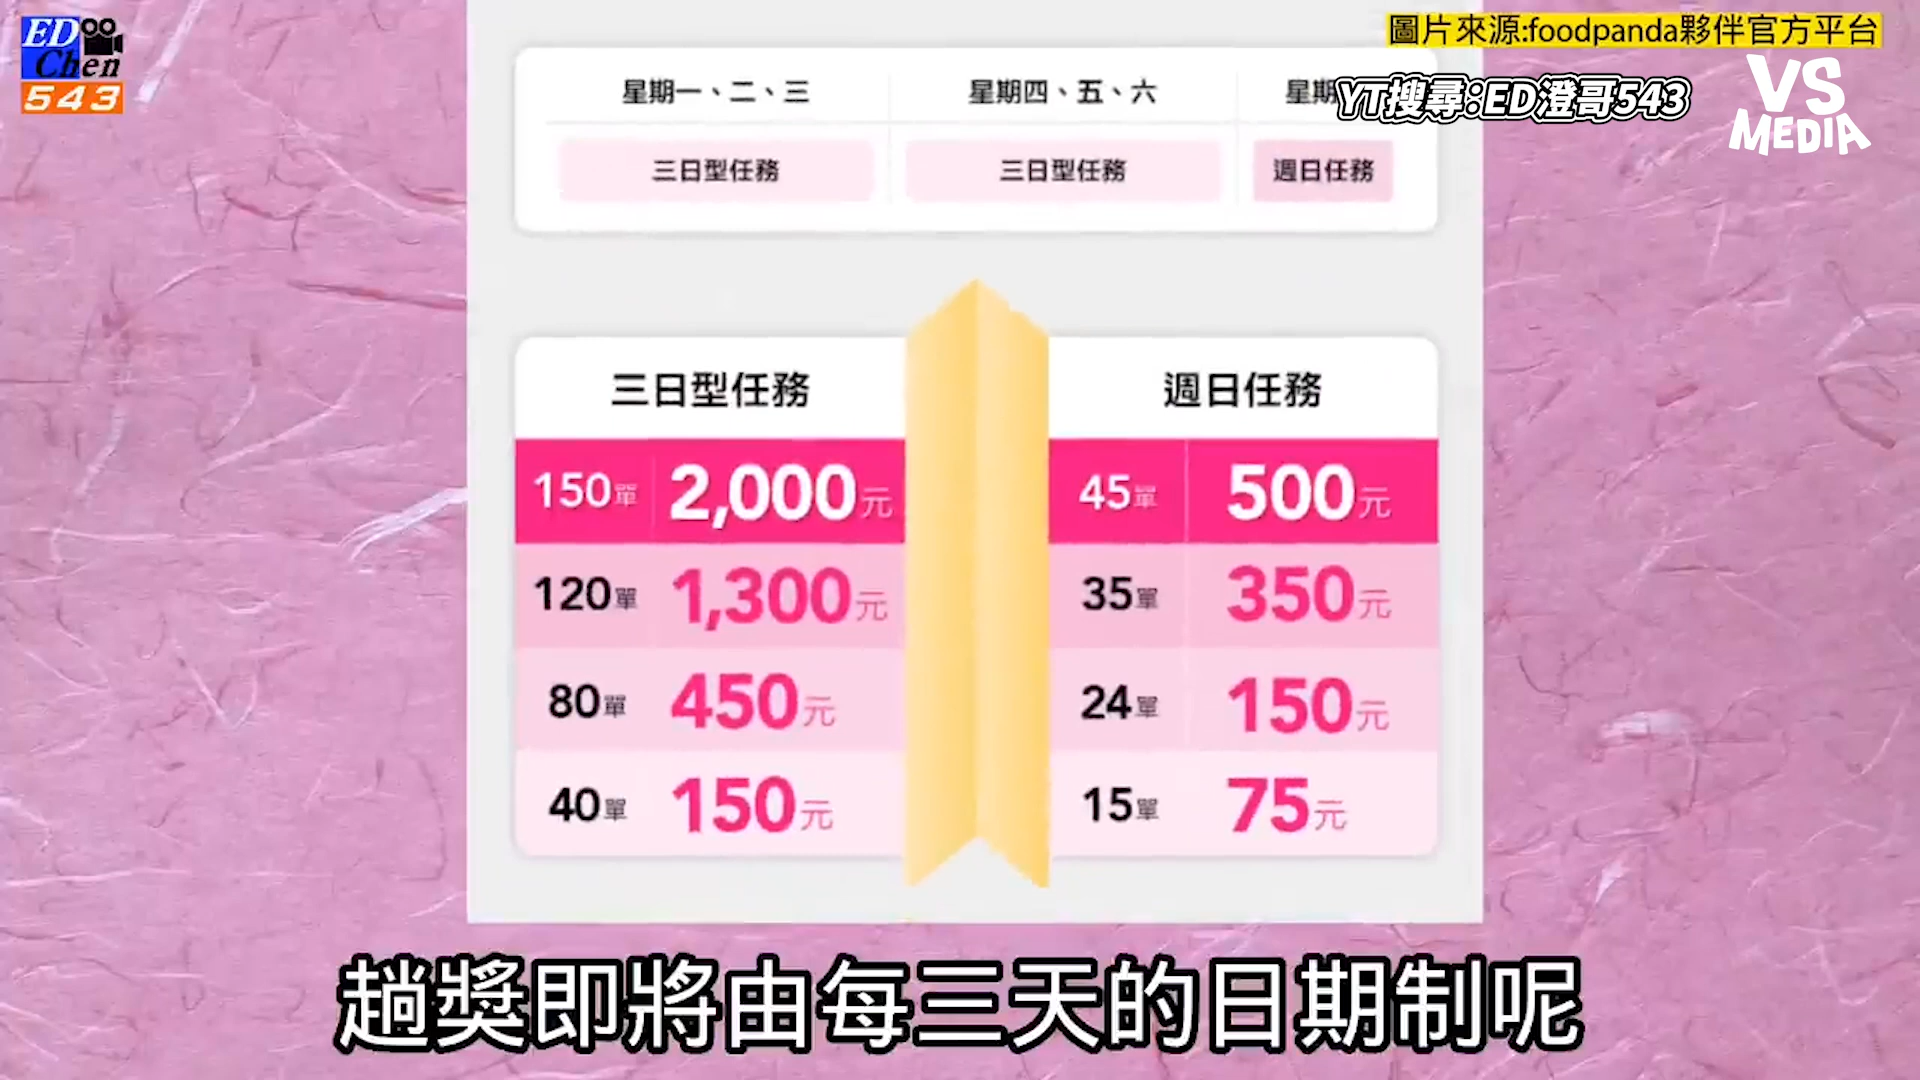 ED
Chen
543
圖片來源:foodpanda夥伴官方平台
VS
MEDIA
YT搜尋:ED澄哥543
星期一、二、三
星期四、五、六
星期
三日型任務
三日型任務
週日任務
三日型任務
週日任務
150單 2,000元
45單 500元
120單 1,300元
35單 350元
80單 450元
24單 150元
40單 150元
15單 75元
趟獎即將由每三天的日期制呢